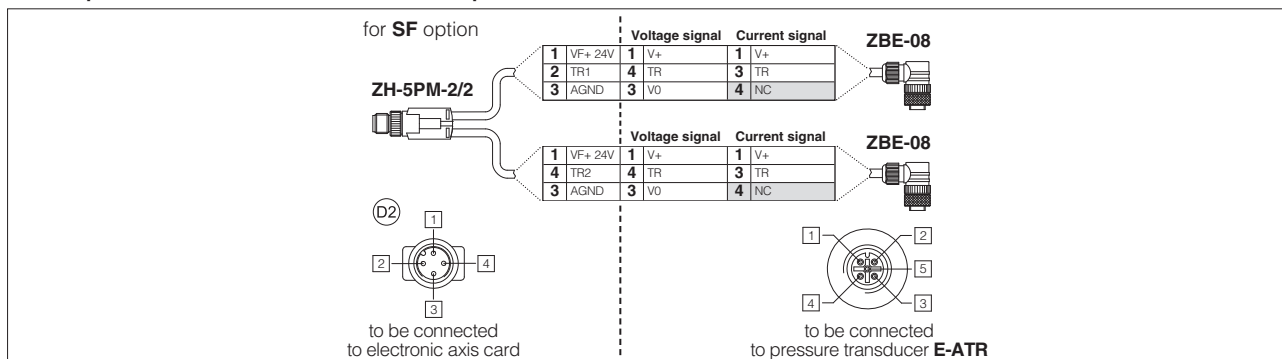 for SF option
Voltage signal Current signal
ZBE-08
1 VF+ 24V 1 V+ 1 V+
2 TR1 4 TR 3 TR
3 AGND 3 V0 4 NC
ZH-5PM-2/2
Voltage signal Current signal
ZBE-08
1 VF+ 24V 1 V+ 1 V+
4 TR2 4 TR 3 TR
3 AGND 3 V0 4 NC
D2
1
2 4
3
1 2
5
4 3
to be connected
to electronic axis card
to be connected
to pressure transducer E-ATR